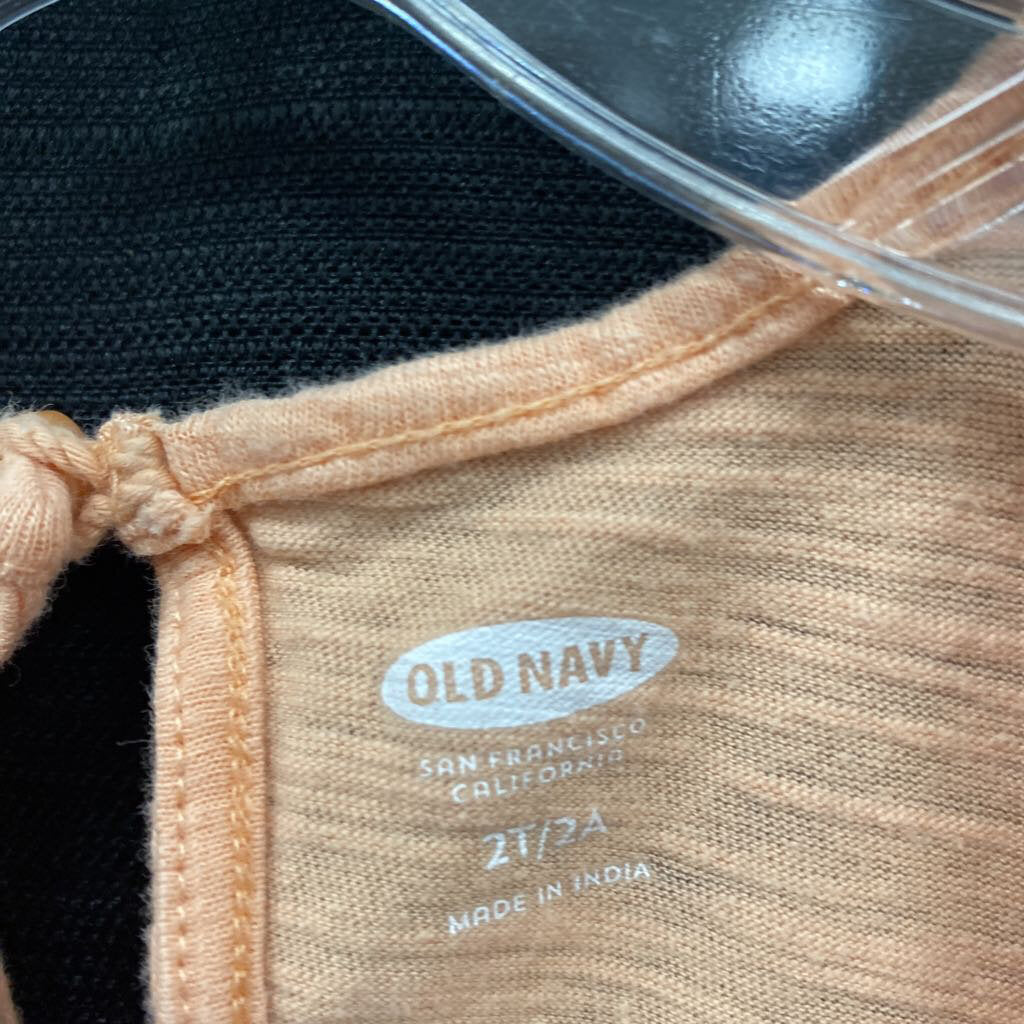 OLD NAVY
SAN FRANCISCO
CALIFORNIA
2T/2A
MADE IN INDIA